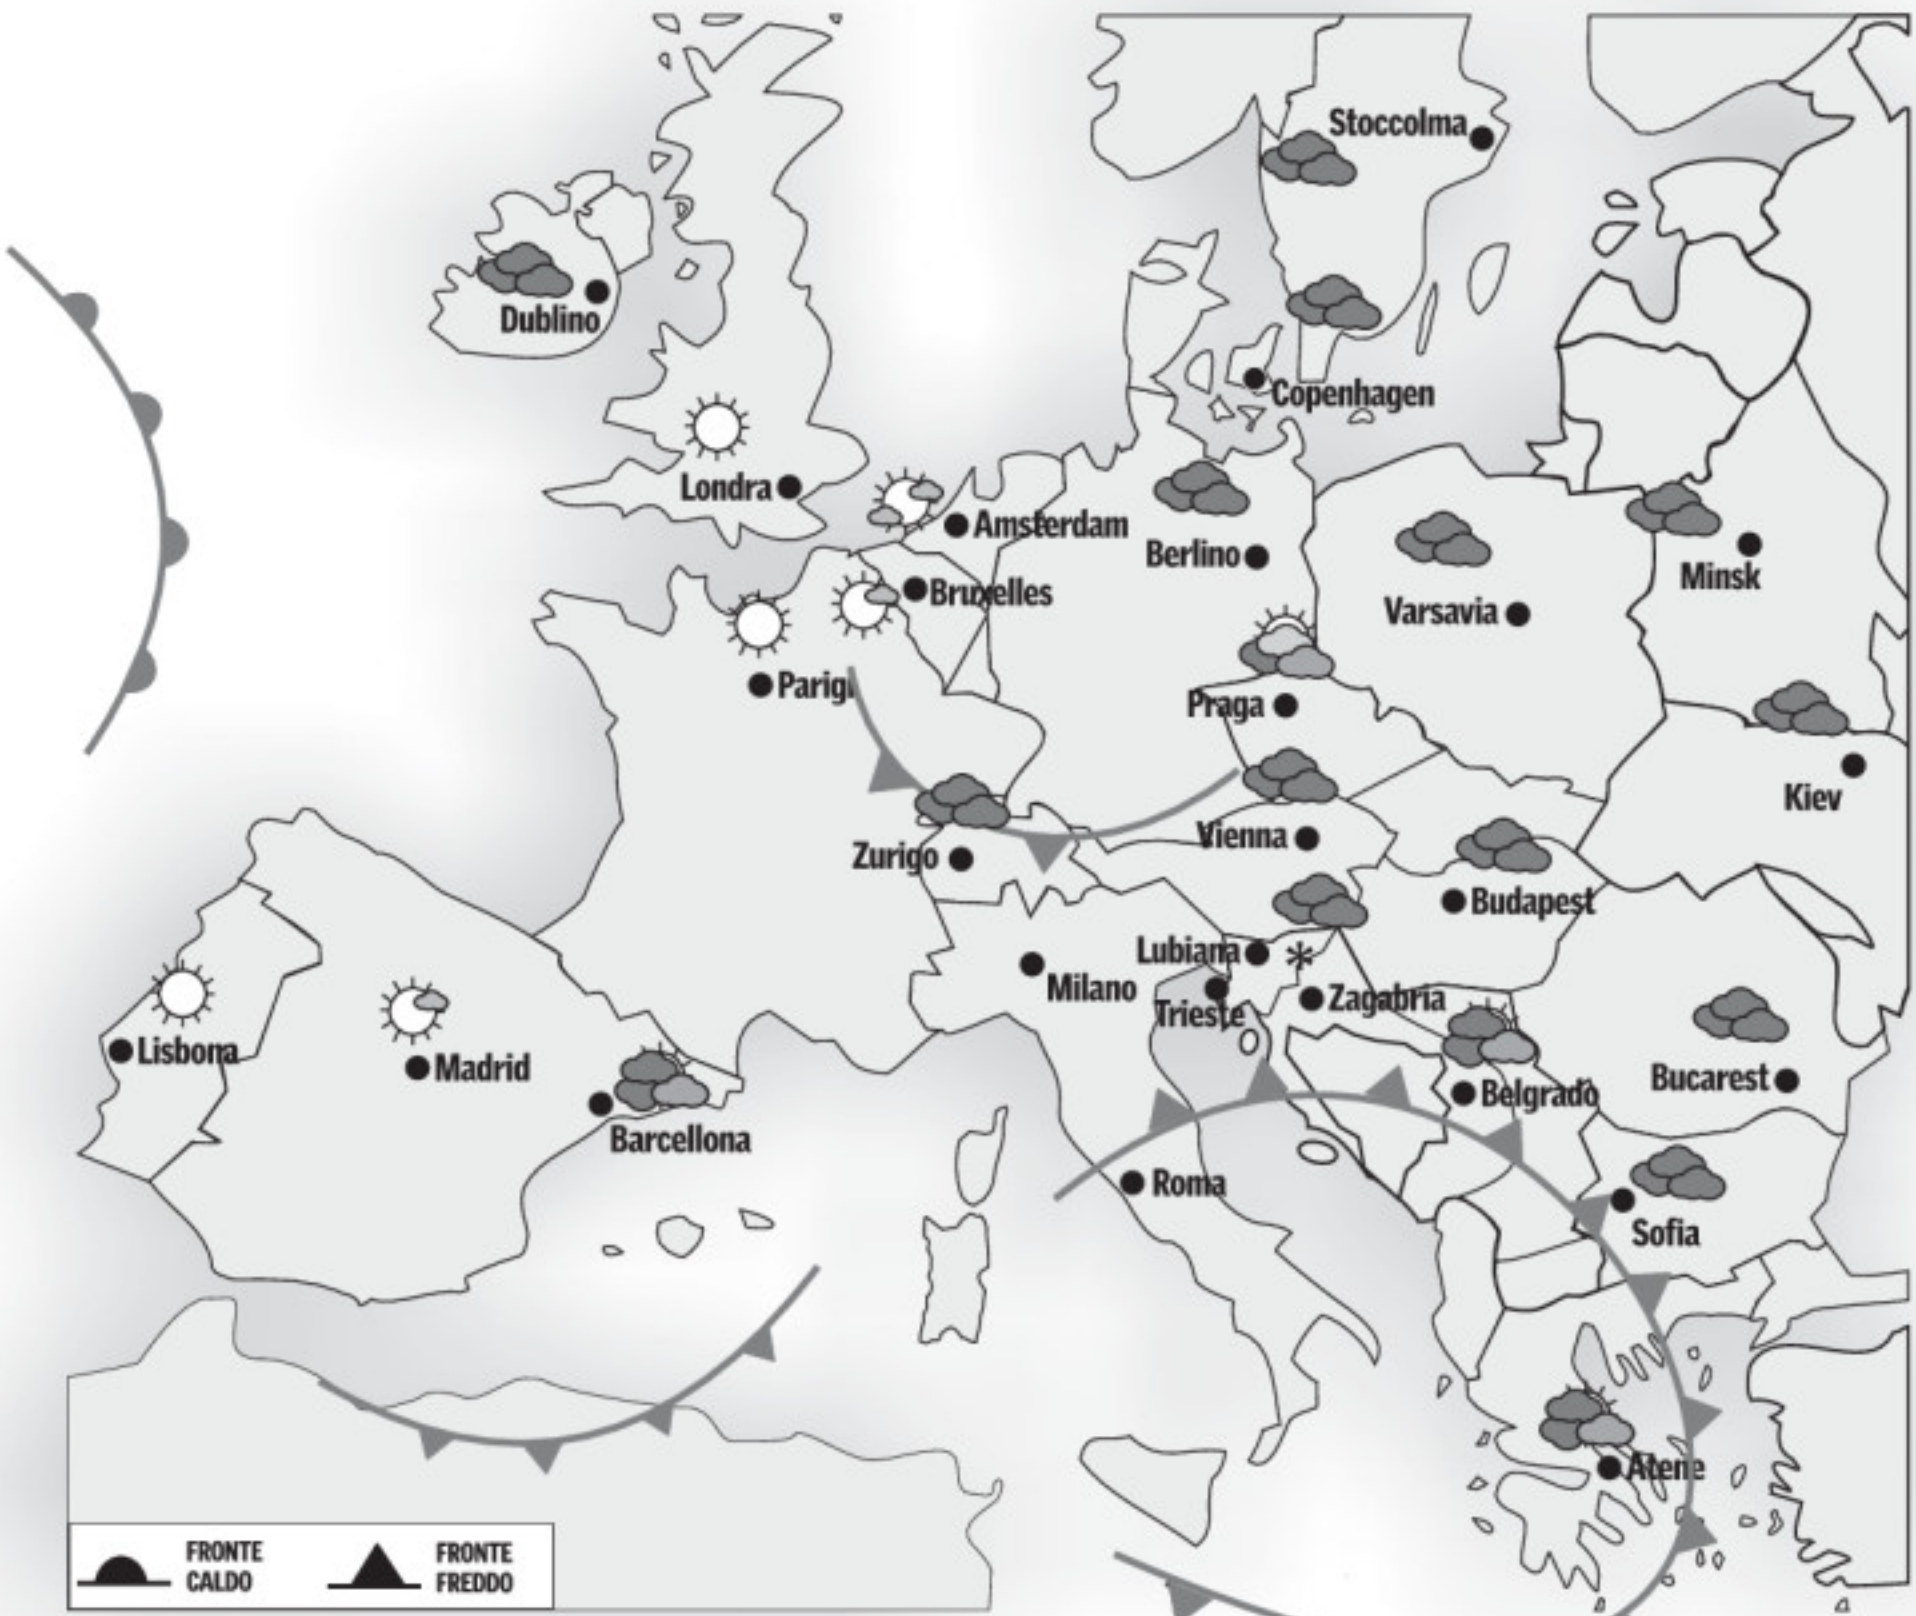 Stoccolma
Dublino
Copenhagen
Londra
Amsterdam
Berlino
Bruxelles
Minsk
Varsavia
Parigi
Praga
Kiev
Vienna
Zurigo
Budapest
Lubiana *
Milano
Trieste
Zagabria
Lisbona
Madrid
Belgrado
Bucarest
Barcellona
Roma
Sofia
Atene
FRONTE
CALDO
FRONTE
FREDDO